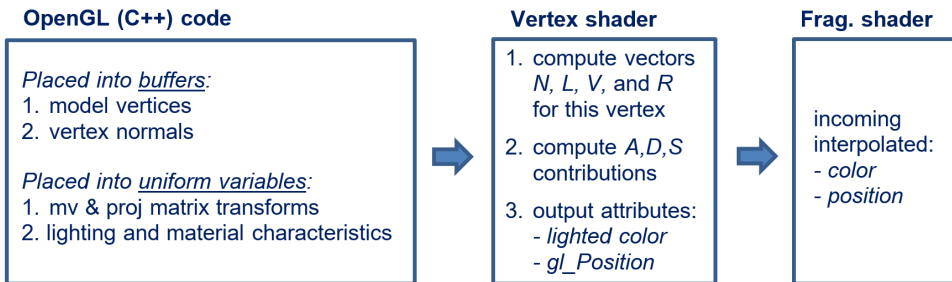 OpenGL (C++) code
Placed into buffers:
1. model vertices
2. vertex normals
Placed into uniform variables:
1. mv & proj matrix transforms
2. lighting and material characteristics
Vertex shader
1. compute vectors
N, L, V, and R
for this vertex
2. compute A,D,S
contributions
3. output attributes:
- lighted color
- gl_Position
Frag. shader
incoming
interpolated:
- color
- position